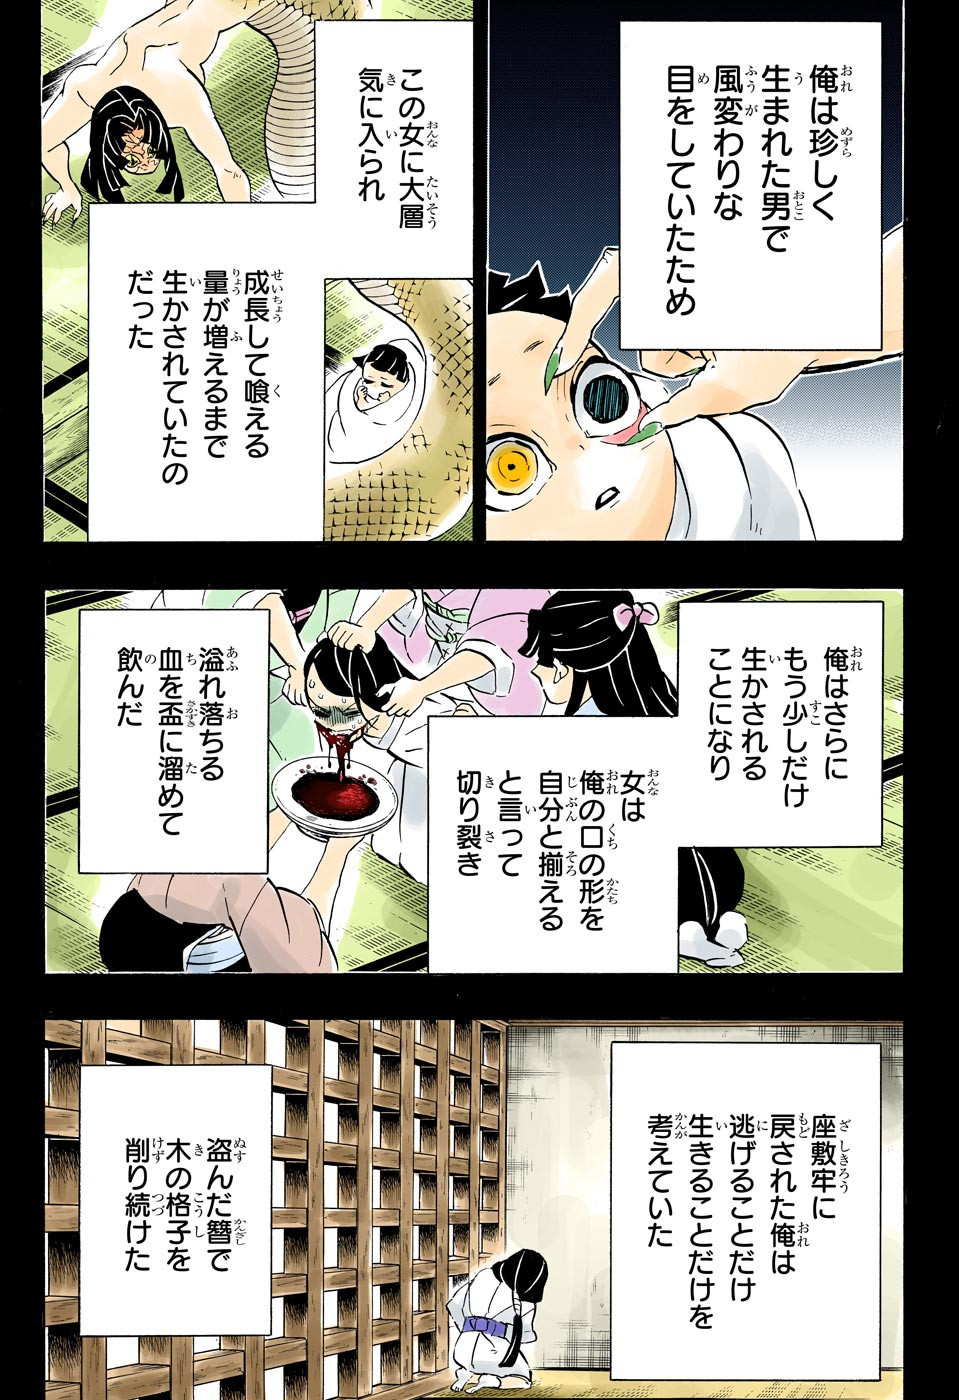 俺は珍しく
生まれた男で
風変わりな
目をしていたため
この女に大層
気に入られ
成長して喰える
量が増えるまで
生かされていたの
だった
俺はさらに
もう少しだけ
生かされる
ことになり
女は
俺の口の形を
自分と揃える
と言って
切り裂き
溢れ落ちる
血を盃に溜めて
飲んだ
座敷牢に
戻された俺は
逃げることだけ
生きることだけを
考えていた
盗んだ簪で
木の格子を
削り続けた